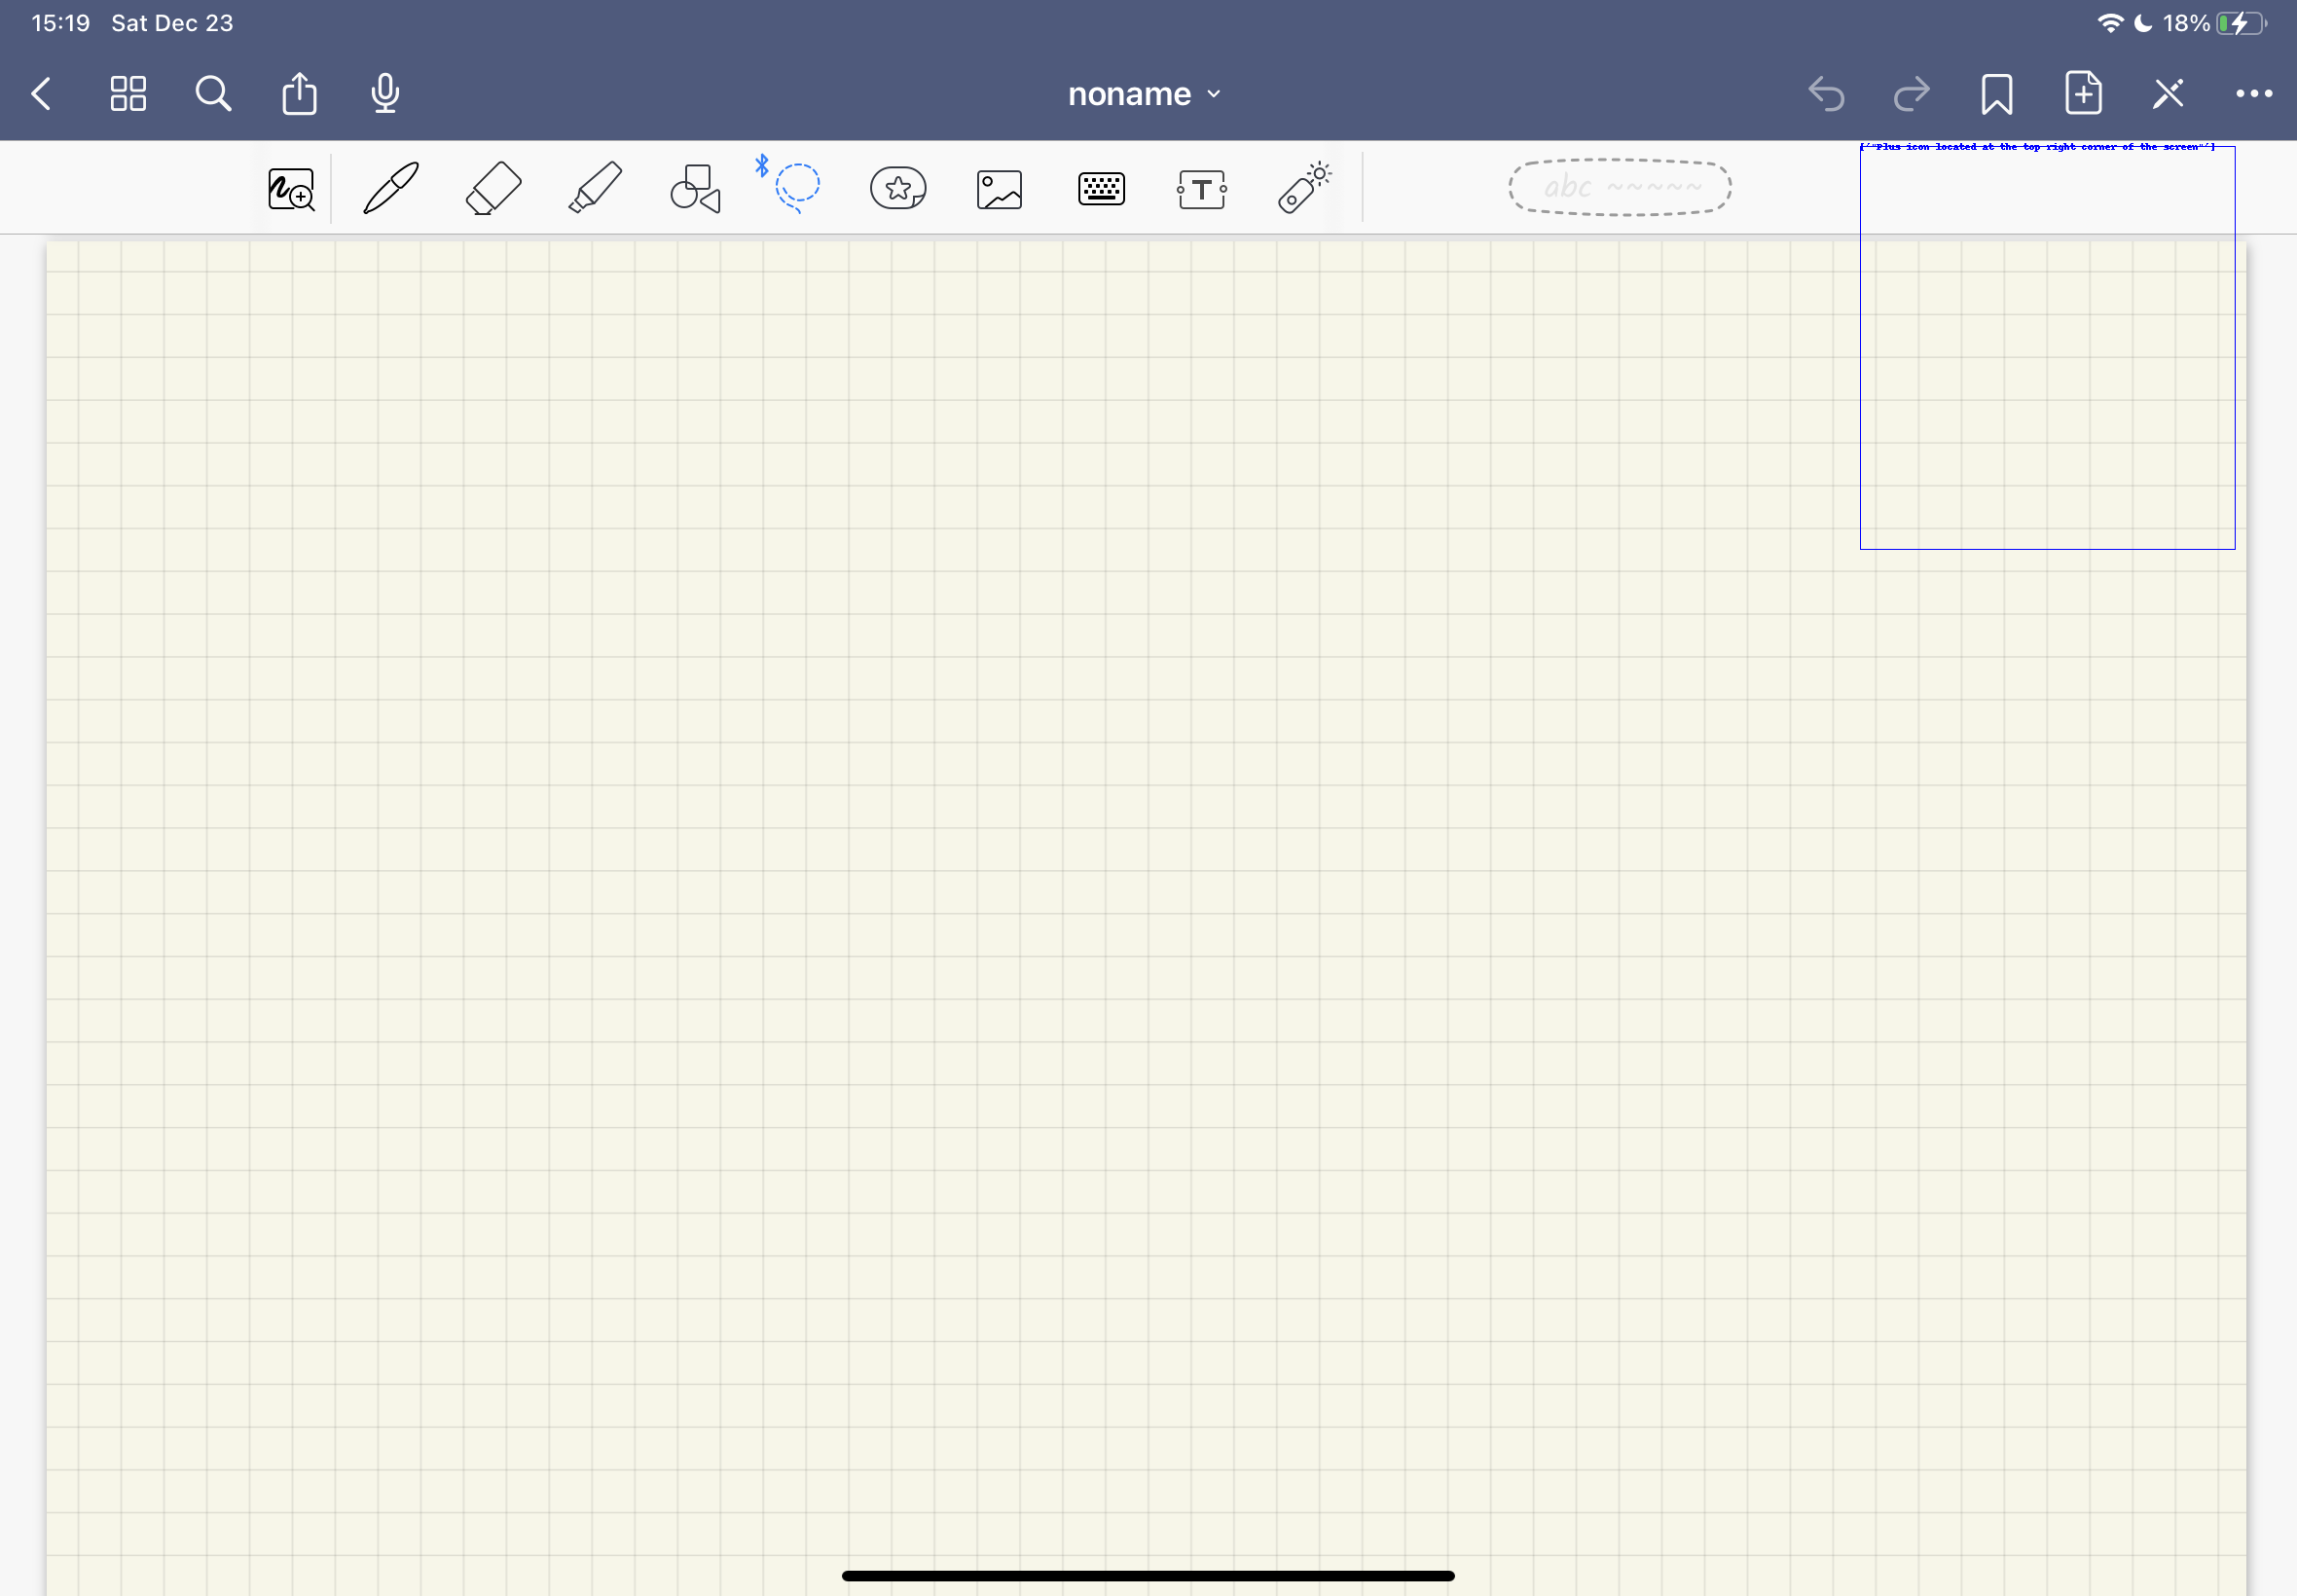 15:19 Sat Dec 23
18%
noname
["Plus icon located at the top right corner of the screen"]
abc ~~~~~
T